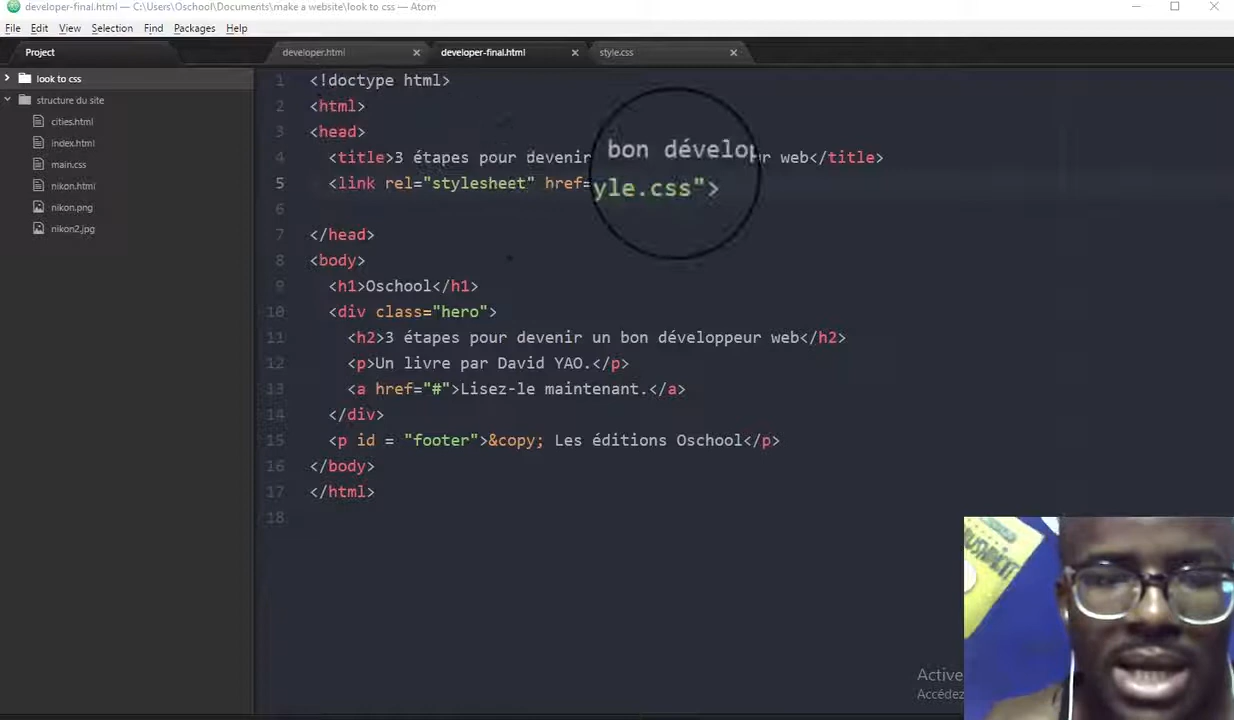 developer-final.html — C:\Users\Oschool\Documents\make a website\look to css — Atom
File Edit View Selection Find Packages Help
Project
developer.html developer-final.html style.css
look to css
structure du site
cities.html
index.html
main.css
nikon.html
nikon.png
nikon2.jpg
1 <!doctype html>
2 <html>
3 <head>
4 <title>3 étapes pour devenir bon dévelop r web</title>
5 <link rel="stylesheet" href= yle.css">
6
7 </head>
8 <body>
9 <h1>Oschool</h1>
10 <div class="hero">
11 <h2>3 étapes pour devenir un bon développeur web</h2>
12 <p>Un livre par David YAO.</p>
13 <a href="#">Lisez-le maintenant.</a>
14 </div>
15 <p id = "footer">&copy; Les éditions Oschool</p>
16 </body>
17 </html>
18
Active
Accédez